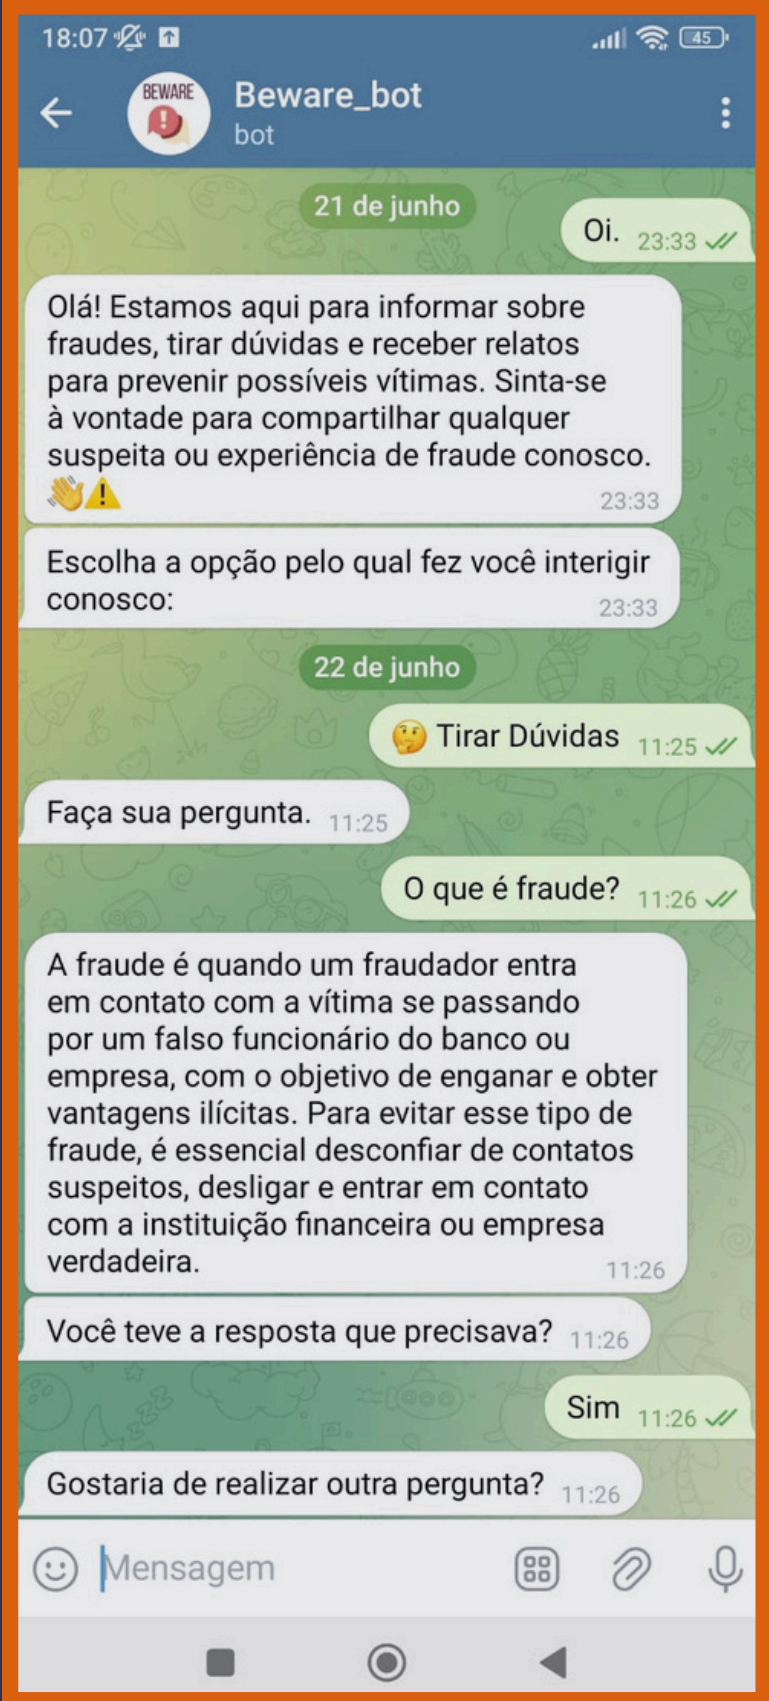 18:07
45
BEWARE
Beware_bot
bot
21 de junho
Oi. 23:33
Olá! Estamos aqui para informar sobre
fraudes, tirar dúvidas e receber relatos
para prevenir possíveis vítimas. Sinta-se
à vontade para compartilhar qualquer
suspeita ou experiência de fraude conosco.
👋⚠️ 23:33
Escolha a opção pelo qual fez você interigir
conosco: 23:33
22 de junho
🤔 Tirar Dúvidas 11:25
Faça sua pergunta. 11:25
O que é fraude? 11:26
A fraude é quando um fraudador entra
em contato com a vítima se passando
por um falso funcionário do banco ou
empresa, com o objetivo de enganar e obter
vantagens ilícitas. Para evitar esse tipo de
fraude, é essencial desconfiar de contatos
suspeitos, desligar e entrar em contato
com a instituição financeira ou empresa
verdadeira. 11:26
Você teve a resposta que precisava? 11:26
Sim 11:26
Gostaria de realizar outra pergunta? 11:26
Mensagem